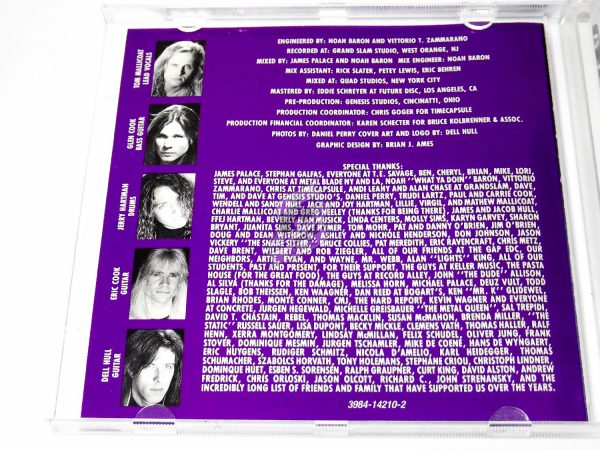 TOM MALLICOAT
LEAD VOCALS
GLEN COOK
BASS GUITAR
JERRY HARTMAN
DRUMS
ERIC COOK
GUITAR
DELL HULL
GUITAR
ENGINEERED BY: NOAH BARON AND VITTORIO T. ZAMMARANO
RECORDED AT: GRAND SLAM STUDIO, WEST ORANGE, NJ
MIXED BY: JAMES PALACE AND NOAH BARON MIX ENGINEER: NOAH BARON
MIX ASSISTANT: RICK SLATER, PETEY LEWIS, ERIC BEHREN
MIXED AT: QUAD STUDIOS, NEW YORK CITY
MASTERED BY: EDDIE SCHREYER AT FUTURE DISC, LOS ANGELES, CA
PRE-PRODUCTION: GENESIS STUDIOS, CINCINATTI, OHIO
PRODUCTION COORDINATOR: CHRIS GOGER FOR TIMECAPSULE
PRODUCTION FINANCIAL COORDINATOR: KAREN SCHECTER FOR BRUCE KOLBRENNER & ASSOC.
PHOTOS BY: DANIEL PERRY COVER ART AND LOGO BY: DELL HULL
GRAPHIC DESIGN BY: BRIAN J. AMES
SPECIAL THANKS:
JAMES PALACE, STEPHAN GALFAS, EVERYONE AT T.E. SAVAGE, BEN, CHERYL, BRIAN, MIKE, LORI,
STEVE, AND EVERYONE AT METAL BLADE NY AND LA, NOAH "WHAT YA DOIN" BARON, VITTORIO
ZAMMARANO, CHRIS AT TIMECAPSULE, ANDI LEAHY AND ALAN CHASE AT GRANDSLAM, DAVE,
TIM, AND DAVE AT GENESIS STUDIO'S, DANIEL PERRY, TRUDI LARTZ, PAUL AND CARRIE COOK,
WENDEL AND SANDY HULL, JACK AND JOY HARTMAN, LILLIE, VIRGIL, AND MATHEW MALLICOAT,
CHARLIE MALLICOAT AND GREG NEELEY (THANKS FOR BEING THERE), JAMES AND JACOB HULL,
FFEJ HARTMAN, BEVERLY JEAN MUSICK, LINDA CENTERS, MOLLY SIMS, KARYN GARVEY, SHARON
BRYANT, JUANITA SIMS, DAVE NYMER, TOM MOHR, PAT AND DANNY O'BRIEN, JIM O'BRIEN,
DOUG AND DEAN WITHROW, ASHLEY AND NICHOLE HENDERSON, DON JOHNSON, JASON
VICKERY "THE SNAKE SITTER", BRUCE COLLIES, PAT MEREDITH, ERIC RAVENCRAFT, CHRIS METZ,
DAVE BRENT, WILBERT AND ROB ZIEGLER. ALL OF OUR FRIENDS AT THE GAP EDC, OUR
NEIGHBORS, ARTIE, EVAN, AND WAYNE, MR. WEBB, ALAN "LIGHTS" KING, ALL OF OUR
STUDENTS, PAST AND PRESENT, FOR THEIR SUPPORT, THE GUYS AT KELLER MUSIC, THE PASTA
HOUSE (FOR THE GREAT FOOD), THE GUYS AT RECORD ALLEY, JOHN "THE DUDE" ALLISON,
AL SILVA (THANKS FOR THE DAMAGE), MELISSA HORN, MICHAEL PALACE, DEUZ VULT, TODD
SLAGLE, BOB THEISSEN, KEN WAAGNER, DAN REED AT BOGART'S, KEN "MR. K" GLIDEWEL,
BRIAN RHODES, MONTE CONNER, CMJ, THE HARD REPORT, KEVIN WAGNER AND EVERYONE
AT CONCRETE, JURGEN HEGEWALD, MICHELLE GREISBAUER "THE METAL QUEEN", SAL TREPIDI,
DAVID T. CHASTAIN, REBEL, THOMAS MACKLIN, SUSAN McMAHON, BRENDA MILLER, "THE
STATIC" RUSSELL SAUER, LISA DUPONT, BECKY MICKLE, CLEMENS VATH, THOMAS HALLER, RALF
HENN, XERRA MONTGOMERY, LINDSAY McMILLAN, FELIX SCHUDEL, OLIVER JUNG, FRANK
STOVER, DOMINIQUE MESMIN, JURGEN TSCHAMLER, MIKE DE COENE, HANS DE WYNGAERT,
ERIC HUYGENS, RUDIGER SCHMITZ, NICOLA D'AMELIO, KARL HEIDEGGER, THOMAS
SCHUMACHER, SZABOLCS HORVATH, TONY HOLEMANS, STEPHANE CRIOU, CHRISTOPH LINDNER,
DOMINIQUE HUET, ESBEN S. SORENSEN, RALPH GRAUPNER, CURT KING, DAVID ALSTON, ANDREW
FREDRICK, CHRIS ORLOSKI, JASON OLCOTT, RICHARD C., JOHN STRENANSKY, AND THE
INCREDIBLY LONG LIST OF FRIENDS AND FAMILY THAT HAVE SUPPORTED US OVER THE YEARS.
3984-14210-2